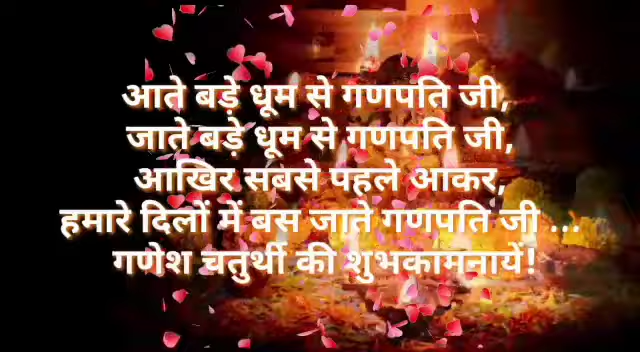 आते बड़े धूम से गणपति जी,
जाते बड़े धूम से गणपति जी,
आखिर सबसे पहले आकर,
हमारे दिलों में बस जाते गणपति जी ...
गणेश चतुर्थी की शुभकामनायें!